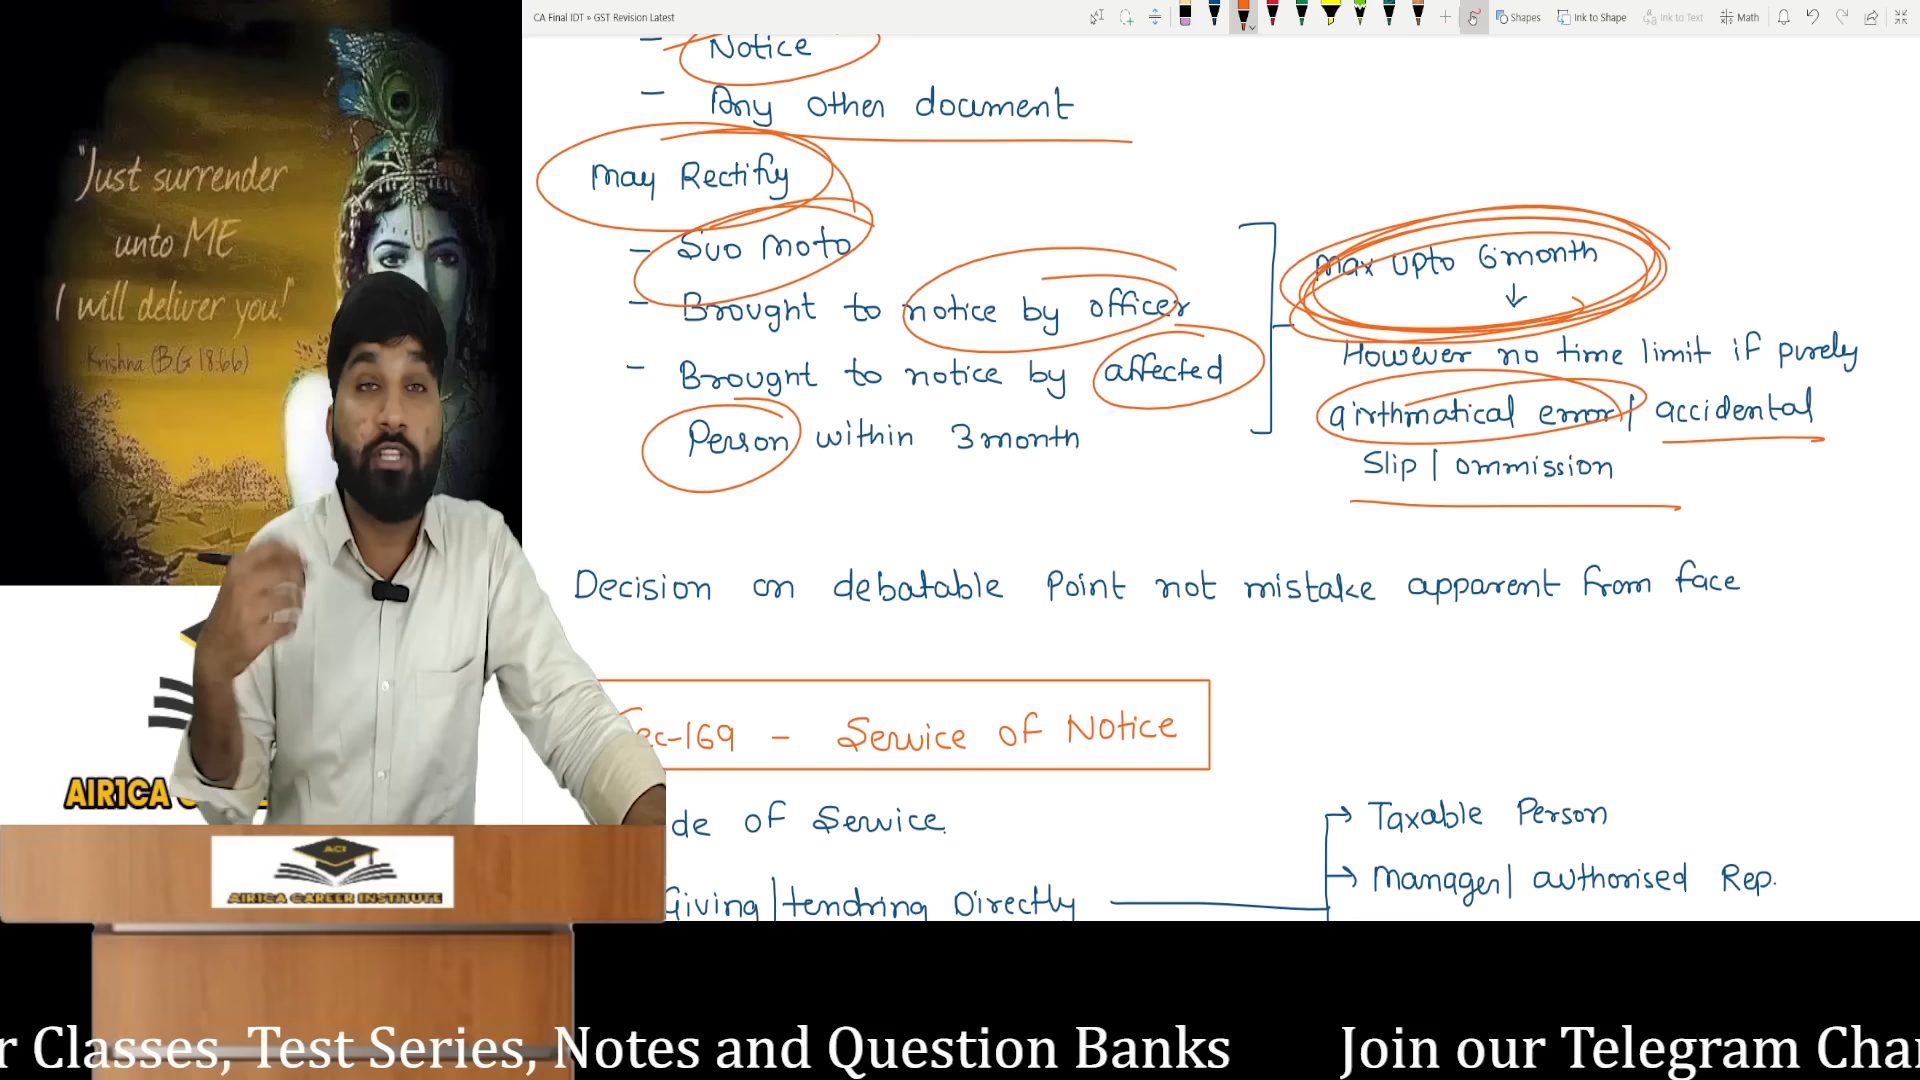 CA Final IDT » GST Revision Latest
Shapes
Ink to Shape
Ink to Text
Math
- Notice
- Any other document
May Rectify
- Suo moto
- Brought to notice by officer
- Brought to notice by affected
Person within 3 month
Max upto 6 month
↓
However no time limit if purely
airthmatical error / accidental
Slip / ommission
Decision on debatable Point not mistake apparent from face
Sec-169 - Service of Notice
de of Service
Giving / tendring Directly
→ Taxable Person
→ Manager / authorised Rep.
"Just surrender
unto ME
I will deliver you!"
-Krishna (B.G 18:66)
AIR1CA
ACI
AIR1CA CAREER INSTITUTE
r Classes, Test Series, Notes and Question Banks
Join our Telegram Chan